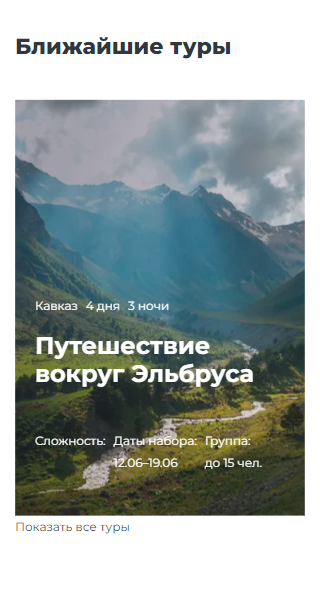 Ближайшие туры
Кавказ 4 дня 3 ночи
Путешествие
вокруг Эльбруса
Сложность: Даты набора: Группа:
12.06–19.06 до 15 чел.
Показать все туры